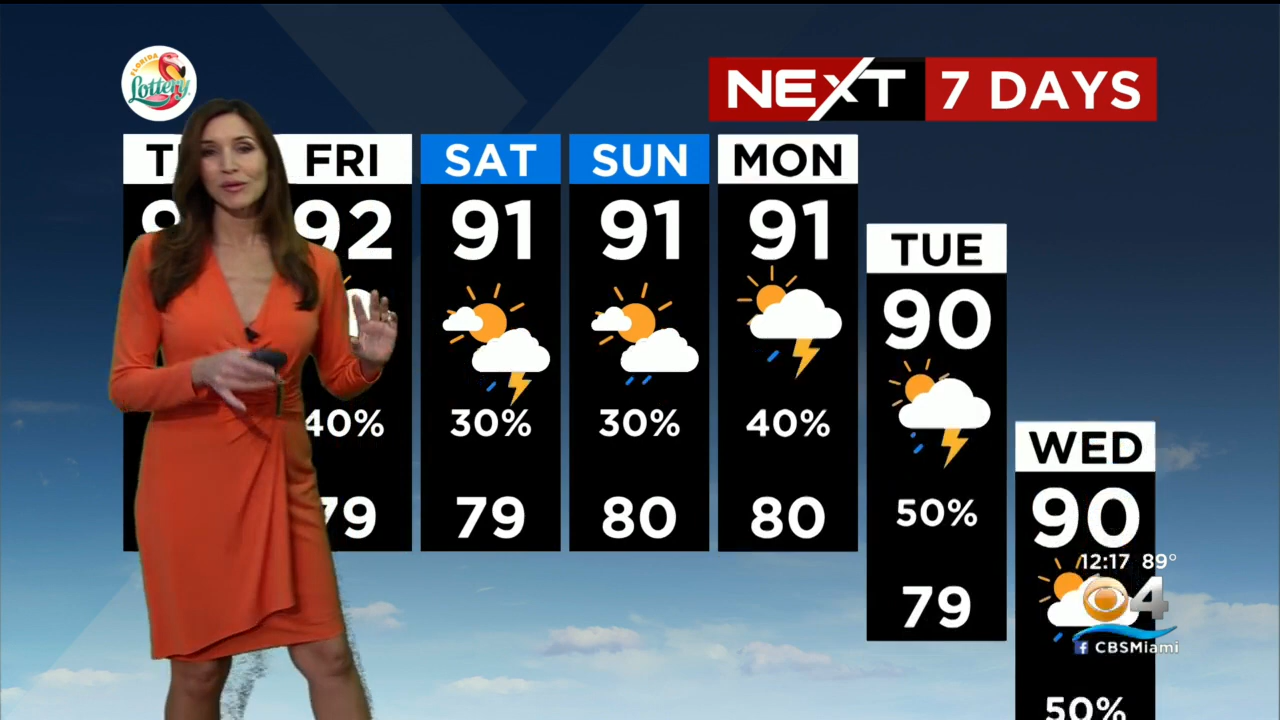 FLORIDA
Lottery
NEXT 7 DAYS
FRI
92
40%
79
SAT
91
30%
79
SUN
91
30%
80
MON
91
40%
80
TUE
90
50%
79
WED
90
50%
12:17 89°
4
CBSMiami